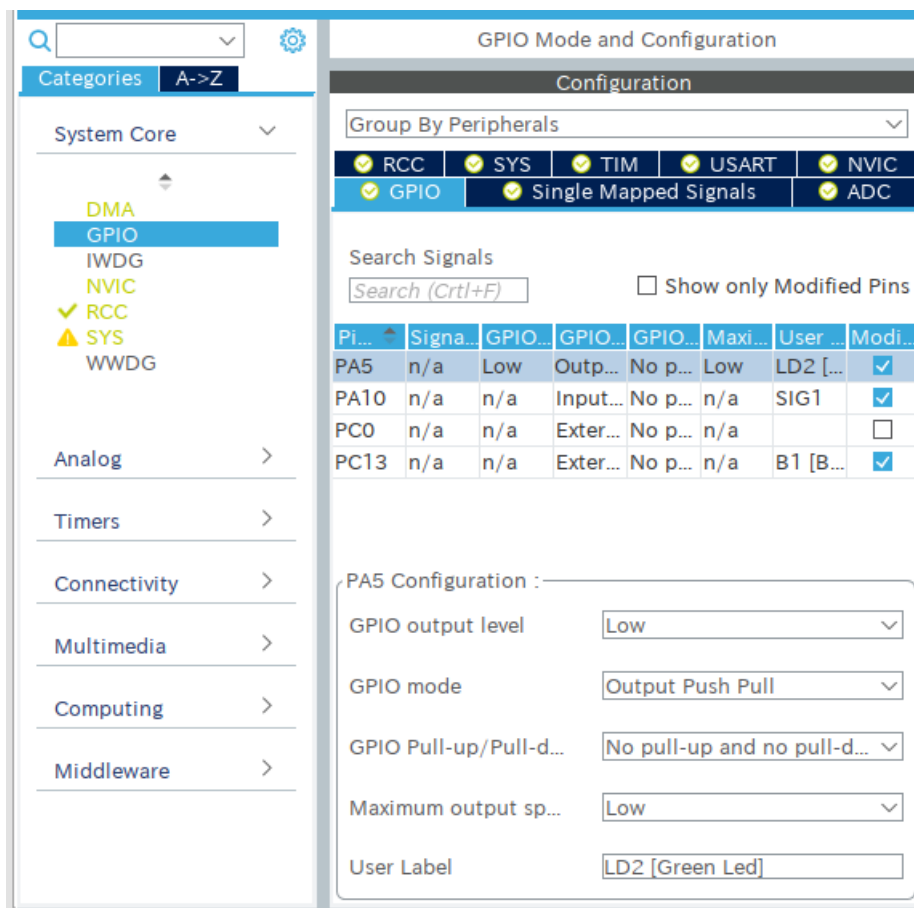 GPIO Mode and Configuration
Categories A->Z
Configuration
System Core
Group By Peripherals
RCC SYS TIM USART NVIC
GPIO Single Mapped Signals ADC
DMA
GPIO
IWDG
NVIC
RCC
SYS
WWDG
Analog
Timers
Connectivity
Multimedia
Computing
Middleware
Search Signals
Search (Crtl+F) Show only Modified Pins
Pi... Signa... GPIO... GPIO... GPIO... Maxi... User ... Modi...
PA5 n/a Low Outp... No p... Low LD2 [...
PA10 n/a n/a Input... No p... n/a SIG1
PC0 n/a n/a Exter... No p... n/a
PC13 n/a n/a Exter... No p... n/a B1 [B...
PA5 Configuration :
GPIO output level Low
GPIO mode Output Push Pull
GPIO Pull-up/Pull-d... No pull-up and no pull-d...
Maximum output sp... Low
User Label LD2 [Green Led]